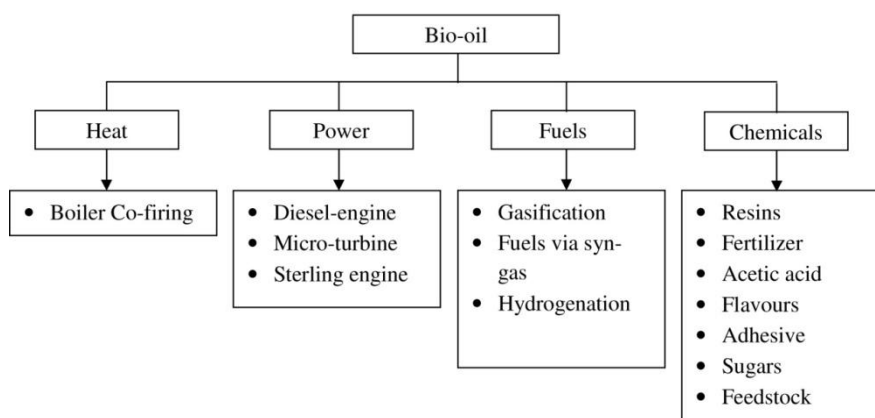 Bio-oil
Heat
Power
Fuels
Chemicals
• Boiler Co-firing
• Diesel-engine
• Micro-turbine
• Sterling engine
• Gasification
• Fuels via syn-
gas
• Hydrogenation
• Resins
• Fertilizer
• Acetic acid
• Flavours
• Adhesive
• Sugars
• Feedstock